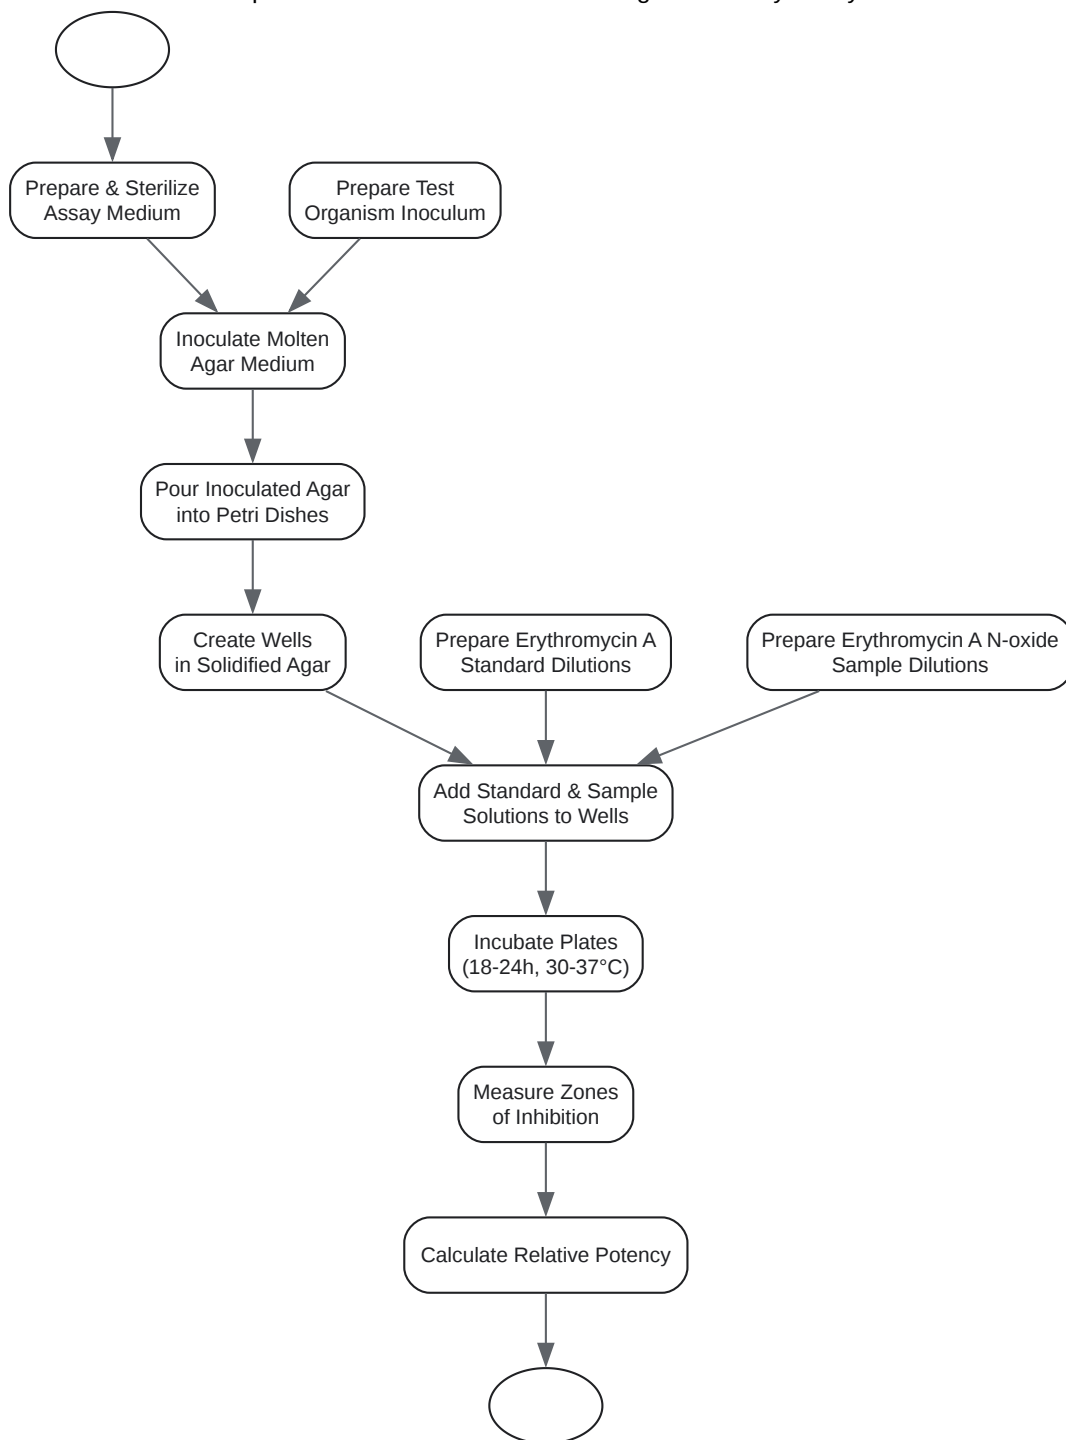 Prepare & Sterilize
Assay Medium
Prepare Test
Organism Inoculum
Inoculate Molten
Agar Medium
Pour Inoculated Agar
into Petri Dishes
Create Wells
in Solidified Agar
Prepare Erythromycin A
Standard Dilutions
Prepare Erythromycin A N-oxide
Sample Dilutions
Add Standard & Sample
Solutions to Wells
Incubate Plates
(18-24h, 30-37°C)
Measure Zones
of Inhibition
Calculate Relative Potency